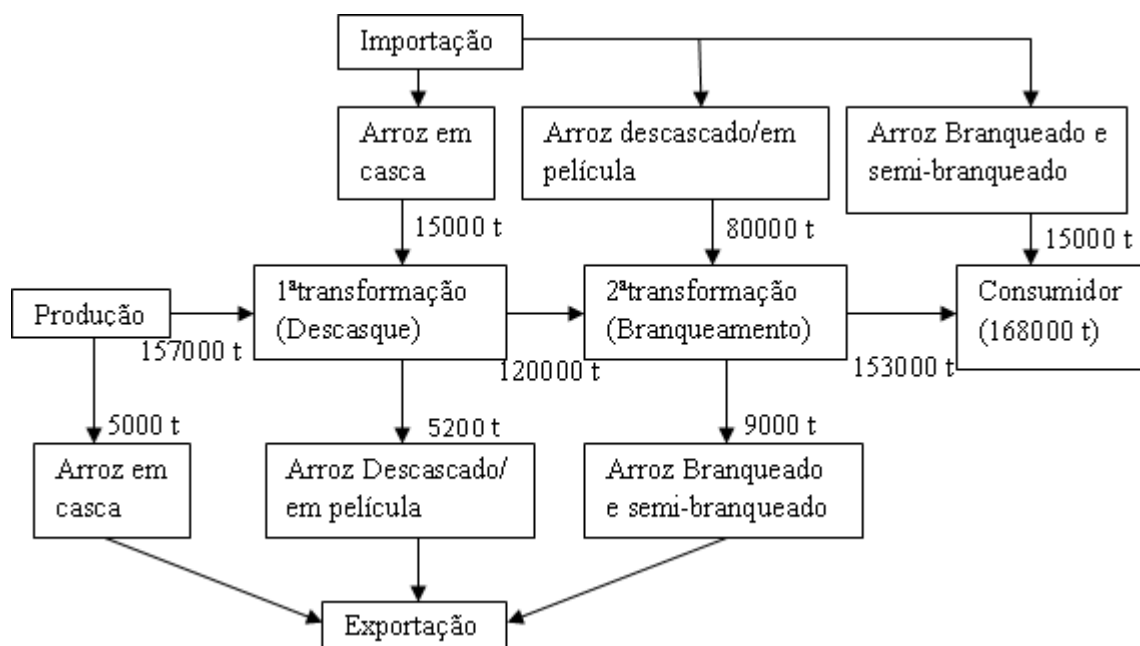 Importação
Arroz em
casca
Arroz descascado/em
película
Arroz Branqueado e
semi-branqueado
15000 t
80000 t
15000 t
Produção
1ªtransformação
(Descasque)
2ªtransformação
(Branqueamento)
Consumidor
(168000 t)
157000 t
120000 t
153000 t
5000 t
5200 t
9000 t
Arroz em
casca
Arroz Descascado/
em película
Arroz Branqueado
e semi-branqueado
Exportação